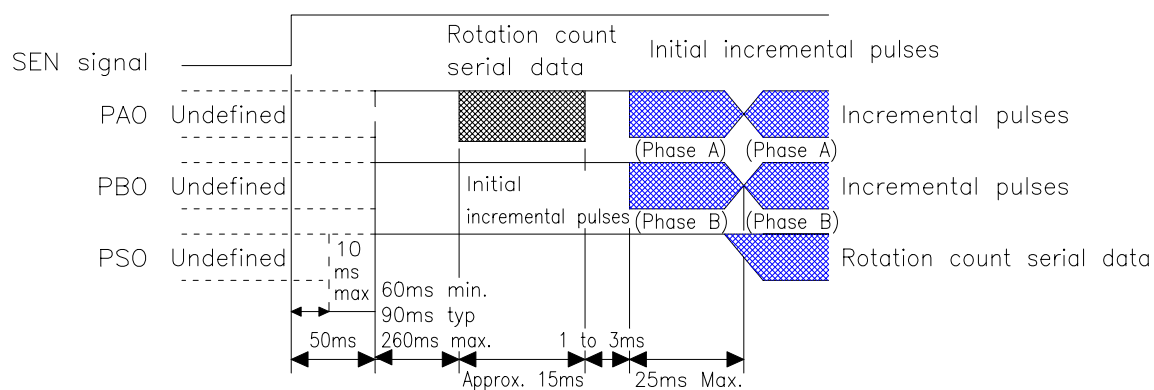 Rotation count
serial data
Initial incremental pulses
SEN signal
PAO Undefined
Incremental pulses
(Phase A) (Phase A)
PBO Undefined
Initial
incremental pulses
Incremental pulses
(Phase B) (Phase B)
PSO Undefined
Rotation count serial data
10
ms
max
60ms min.
90ms typ
260ms max.
50ms
1 to 3ms
Approx. 15ms
25ms Max.